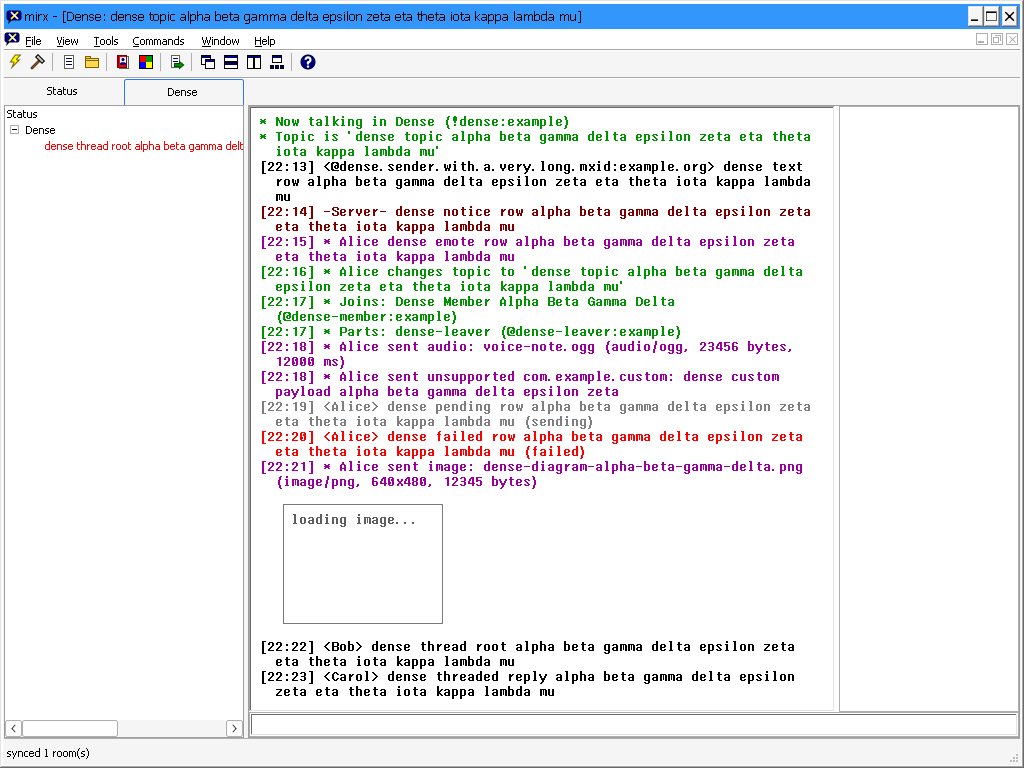 mirx - [Dense: dense topic alpha beta gamma delta epsilon zeta eta theta iota kappa lambda mu]
File View Tools Commands Window Help
Status Dense
Status
Dense
dense thread root alpha beta gamma delt
* Now talking in Dense (!dense:example)
* Topic is 'dense topic alpha beta gamma delta epsilon zeta eta theta
iota kappa lambda mu'
[22:13] <@dense.sender.with.a.very.long.mxid:example.org> dense text
row alpha beta gamma delta epsilon zeta eta theta iota kappa lambda
mu
[22:14] -Server- dense notice row alpha beta gamma delta epsilon zeta
eta theta iota kappa lambda mu
[22:15] * Alice dense emote row alpha beta gamma delta epsilon zeta
eta theta iota kappa lambda mu
[22:16] * Alice changes topic to 'dense topic alpha beta gamma delta
epsilon zeta eta theta iota kappa lambda mu'
[22:17] * Joins: Dense Member Alpha Beta Gamma Delta
(@dense-member:example)
[22:17] * Parts: dense-leaver (@dense-leaver:example)
[22:18] * Alice sent audio: voice-note.ogg (audio/ogg, 23456 bytes,
12000 ms)
[22:18] * Alice sent unsupported com.example.custom: dense custom
payload alpha beta gamma delta epsilon zeta
[22:19] <Alice> dense pending row alpha beta gamma delta epsilon zeta
eta theta iota kappa lambda mu (sending)
[22:20] <Alice> dense failed row alpha beta gamma delta epsilon zeta
eta theta iota kappa lambda mu (failed)
[22:21] * Alice sent image: dense-diagram-alpha-beta-gamma-delta.png
(image/png, 640x480, 12345 bytes)
loading image...
[22:22] <Bob> dense thread root alpha beta gamma delta epsilon zeta
eta theta iota kappa lambda mu
[22:23] <Carol> dense threaded reply alpha beta gamma delta epsilon
zeta eta theta iota kappa lambda mu
synced 1 room(s)